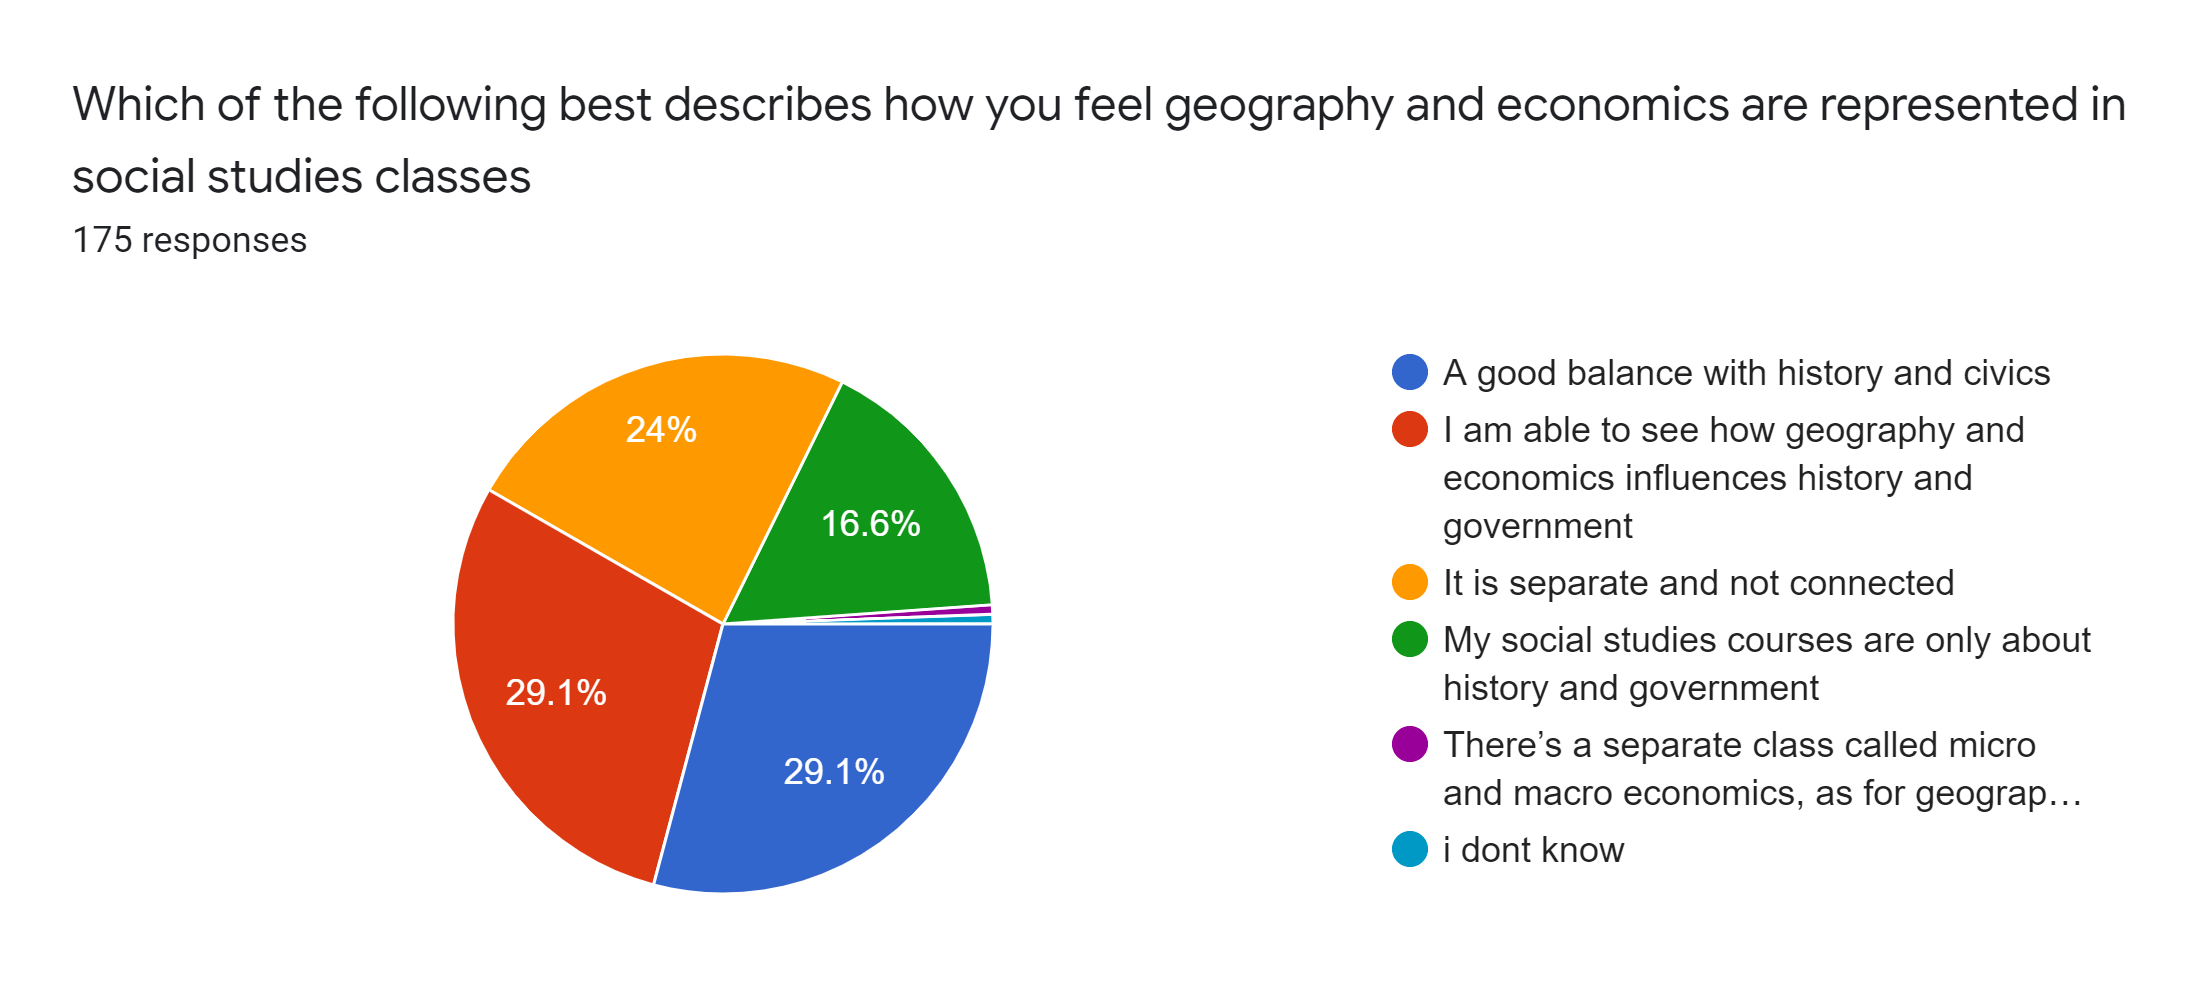 Which of the following best describes how you feel geography and economics are represented in
social studies classes
175 responses
24%
16.6%
29.1%
29.1%
A good balance with history and civics
I am able to see how geography and
economics influences history and
government
It is separate and not connected
My social studies courses are only about
history and government
There’s a separate class called micro
and macro economics, as for geograp…
i dont know